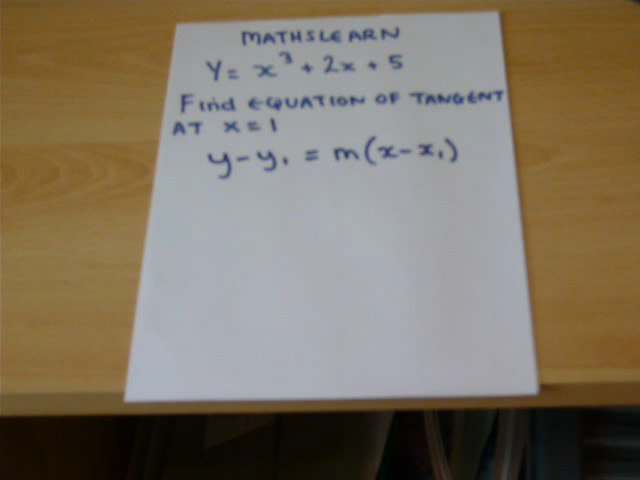 MATHSLEARN
Y = x³ + 2x + 5
Find EQUATION OF TANGENT
AT x = 1
y - y₁ = m(x - x₁)